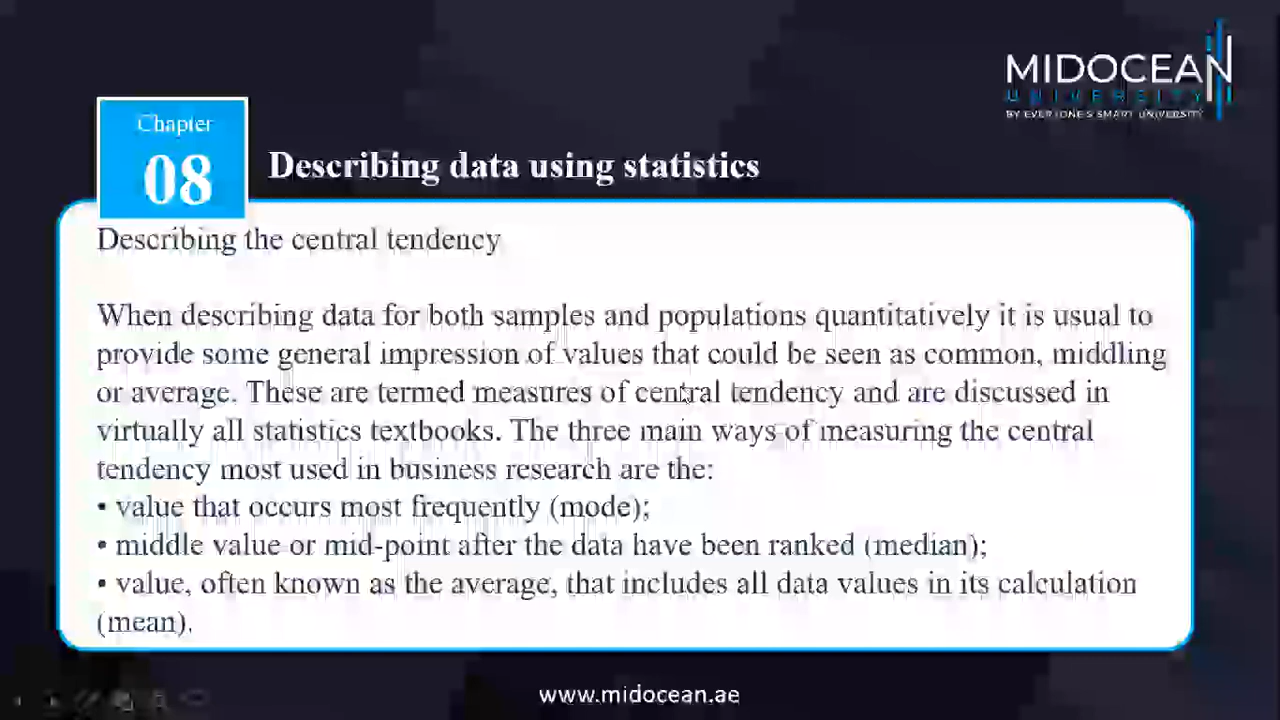 MIDOCEAN
UNIVERSITY
BY EVERYONE'S SMART UNIVERSITY
Chapter
08
Describing data using statistics
Describing the central tendency
When describing data for both samples and populations quantitatively it is usual to
provide some general impression of values that could be seen as common, middling
or average. These are termed measures of central tendency and are discussed in
virtually all statistics textbooks. The three main ways of measuring the central
tendency most used in business research are the:
• value that occurs most frequently (mode);
• middle value or mid-point after the data have been ranked (median);
• value, often known as the average, that includes all data values in its calculation
(mean).
www.midocean.ae